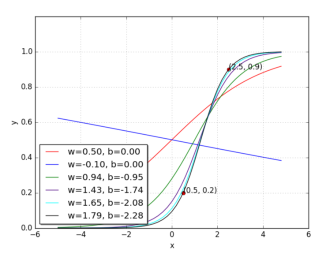 1.0
0.8
0.6
0.4
0.2
0.0
y
(2.5, 0.9)
(0.5, 0.2)
w=0.50, b=0.00
w=-0.10, b=0.00
w=0.94, b=-0.95
w=1.43, b=-1.74
w=1.65, b=-2.08
w=1.79, b=-2.28
−6 −4 −2 0 2 4 6
x